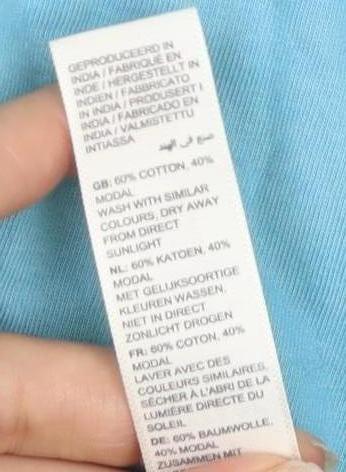 GEPRODUCEERD IN
INDIA / FABRIQUÉ EN
INDE / HERGESTELLT IN
INDIEN / FABBRICATO
IN INDIA / PRODUSERT I
INDIA / FABRICADO EN
INDIA / VALMISTETTU
INTIASSA
صنع في الهند
GB: 60% COTTON, 40%
MODAL
WASH WITH SIMILAR
COLOURS, DRY AWAY
FROM DIRECT
SUNLIGHT
NL: 60% KATOEN, 40%
MODAL
MET GELIJKSOORTIGE
KLEUREN WASSEN,
NIET IN DIRECT
ZONLICHT DROGEN
FR: 60% COTON, 40%
MODAL
LAVER AVEC DES
COULEURS SIMILAIRES,
SÉCHER À L'ABRI DE LA
LUMIÈRE DIRECTE DU
SOLEIL
DE: 60% BAUMWOLLE,
40% MODAL
ZUSAMMEN MIT